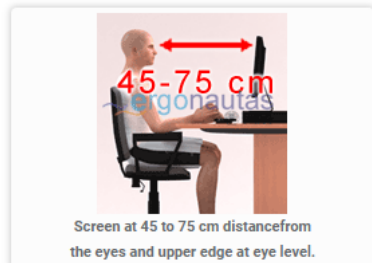 45-75 cm
ergonautas
Screen at 45 to 75 cm distancefrom
the eyes and upper edge at eye level.